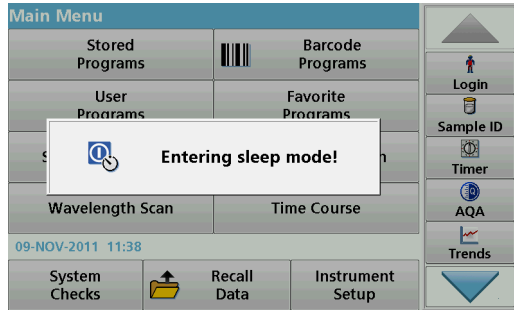 Main Menu
Stored
Programs
Barcode
Programs
User
Programs
Favorite
Programs
Entering sleep mode!
Wavelength Scan
Time Course
09-NOV-2011 11:38
System
Checks
Recall
Data
Instrument
Setup
Login
Sample ID
Timer
AQA
Trends